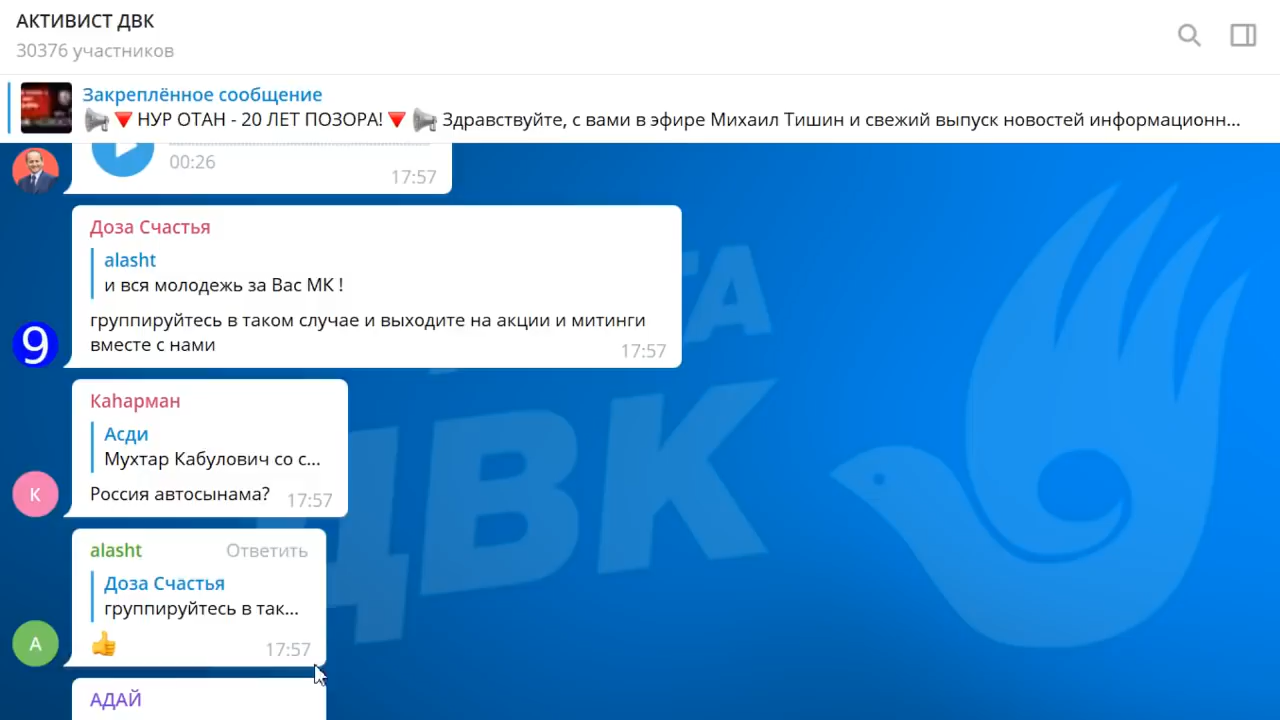 АКТИВИСТ ДВК
30376 участников
Закреплённое сообщение
НУР ОТАН - 20 ЛЕТ ПОЗОРА! Здравствуйте, с вами в эфире Михаил Тишин и свежий выпуск новостей информационн...
00:26
17:57
Доза Счастья
alasht
и вся молодежь за Вас МК !
группируйтесь в таком случае и выходите на акции и митинги
вместе с нами
17:57
9
Каһарман
Асди
Мухтар Кабулович со с...
Россия автосынама?
17:57
К
alasht
Ответить
Доза Счастья
группируйтесь в так...
👍
17:57
A
АДАЙ
ТА
ДВК